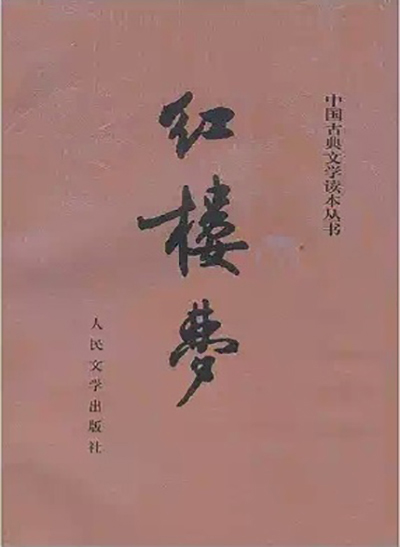 中国古典文学读本丛书
红楼梦
人民文学出版社